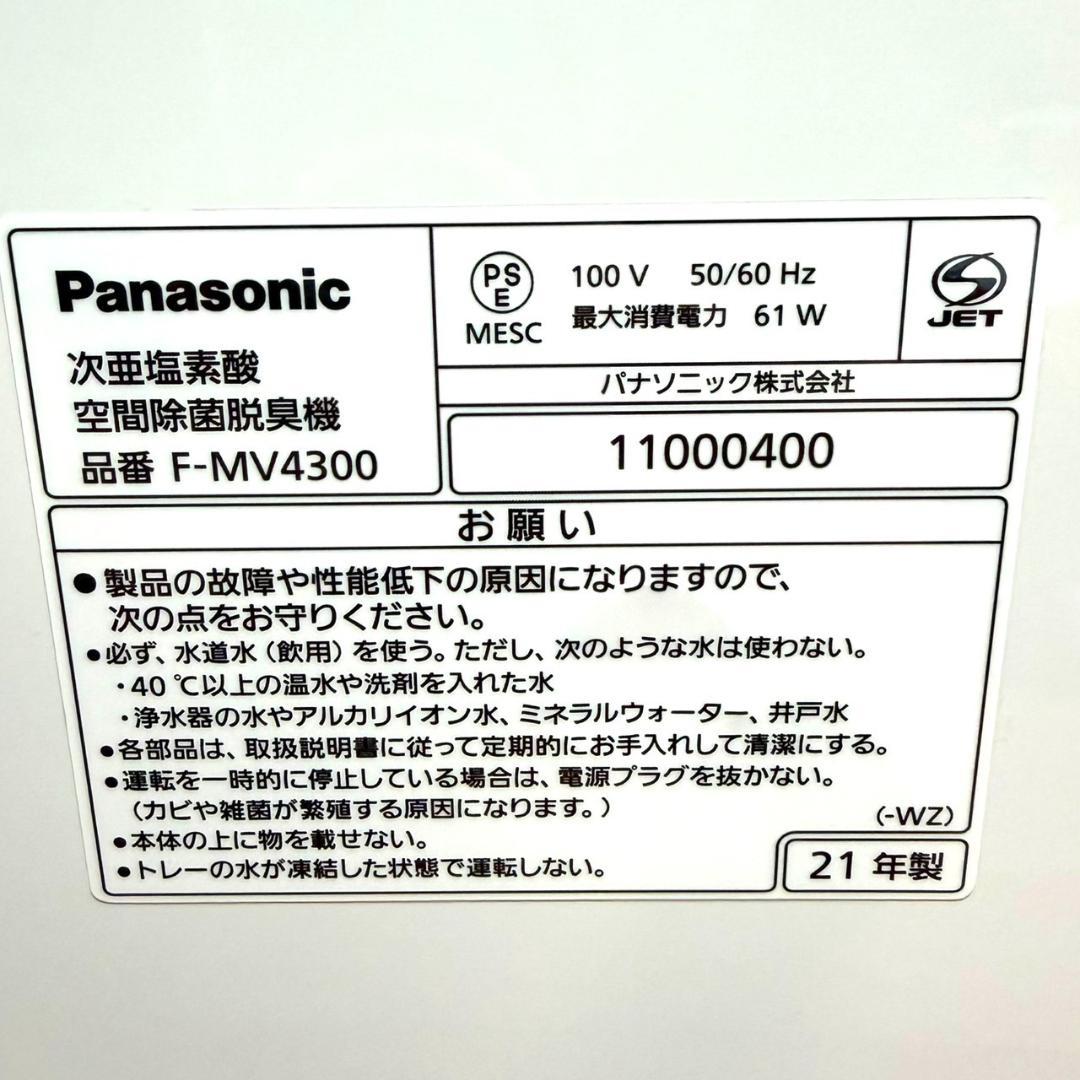 Panasonic
次亜塩素酸
空間除菌脱臭機
品番 F-MV4300
PS
E
MESC
100 V 50/60 Hz
最大消費電力 61 W
S
JET
パナソニック株式会社
11000400
お願い
●製品の故障や性能低下の原因になりますので、
次の点をお守りください。
●必ず、水道水(飲用)を使う。ただし、次のような水は使わない。
・40 ℃以上の温水や洗剤を入れた水
・浄水器の水やアルカリイオン水、ミネラルウォーター、井戸水
●各部品は、取扱説明書に従って定期的にお手入れして清潔にする。
●運転を一時的に停止している場合は、電源プラグを抜かない。
(カビや雑菌が繁殖する原因になります。)
●本体の上に物を載せない。
●トレーの水が凍結した状態で運転しない。
(-WZ)
21 年製